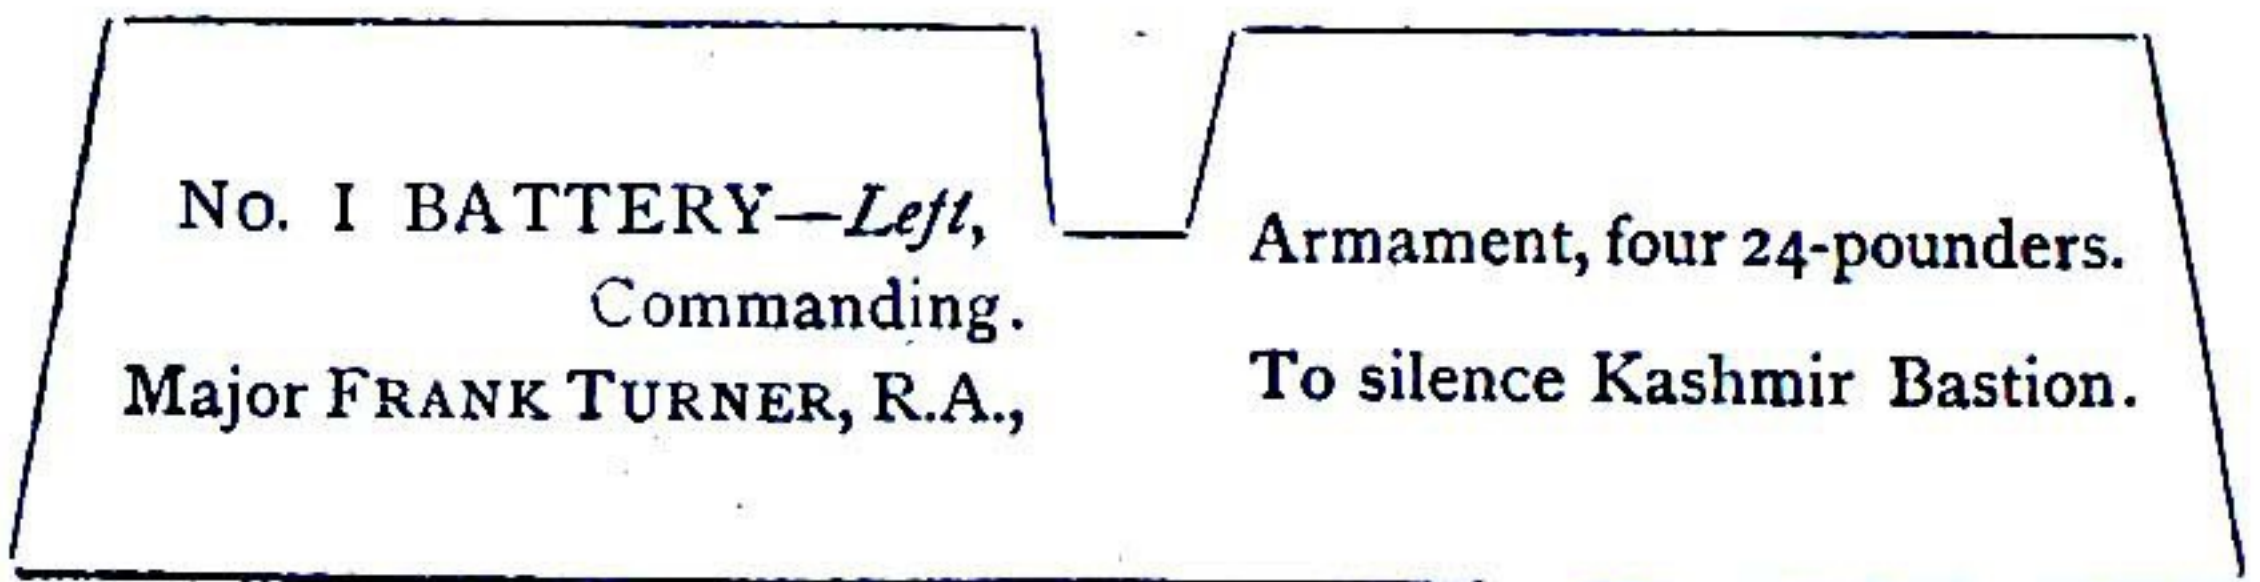 No. I BATTERY—Left,
Commanding.
Major FRANK TURNER, R.A.,
Armament, four 24-pounders.
To silence Kashmir Bastion.